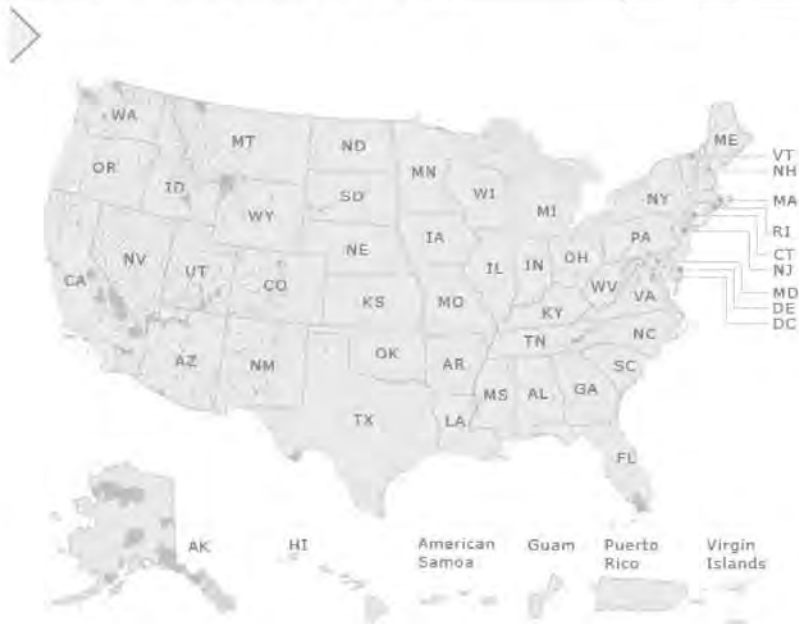 WA
MT
ND
MN
ME
VT
NH
OR
ID
SD
WI
NY
MA
WY
MI
RI
NV
UT
NE
IA
PA
CT
CA
CO
IL
IN
OH
NJ
KS
MO
WV
VA
MD
KY
DE
DC
AZ
NM
OK
AR
TN
NC
SC
TX
LA
MS
AL
GA
FL
AK
HI
American
Samoa
Guam
Puerto
Rico
Virgin
Islands